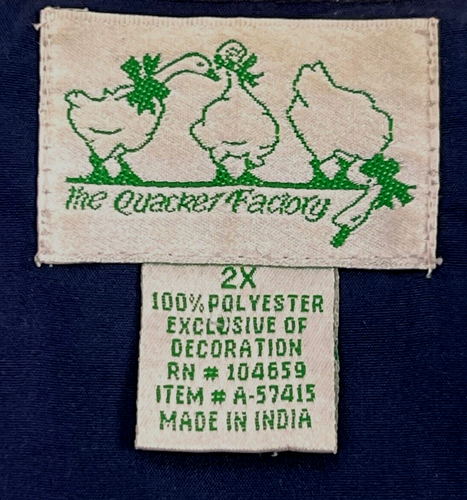 The Quacker Factory
2X
100% POLYESTER
EXCLUSIVE OF
DECORATION
RN # 104659
ITEM # A-57415
MADE IN INDIA